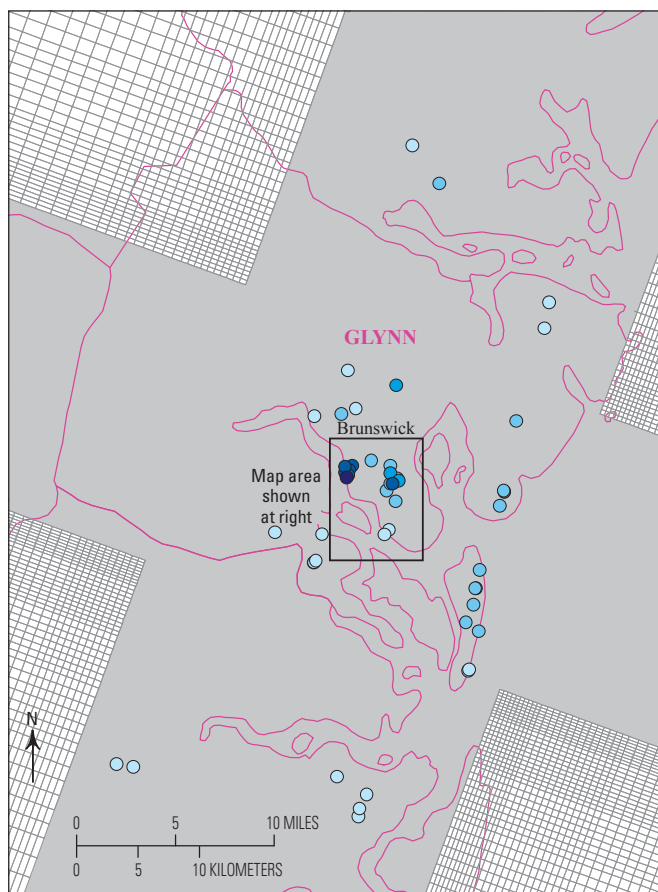 GLYNN
Brunswick
Map area
shown
at right
N
0 5 10 MILES
0 5 10 KILOMETERS